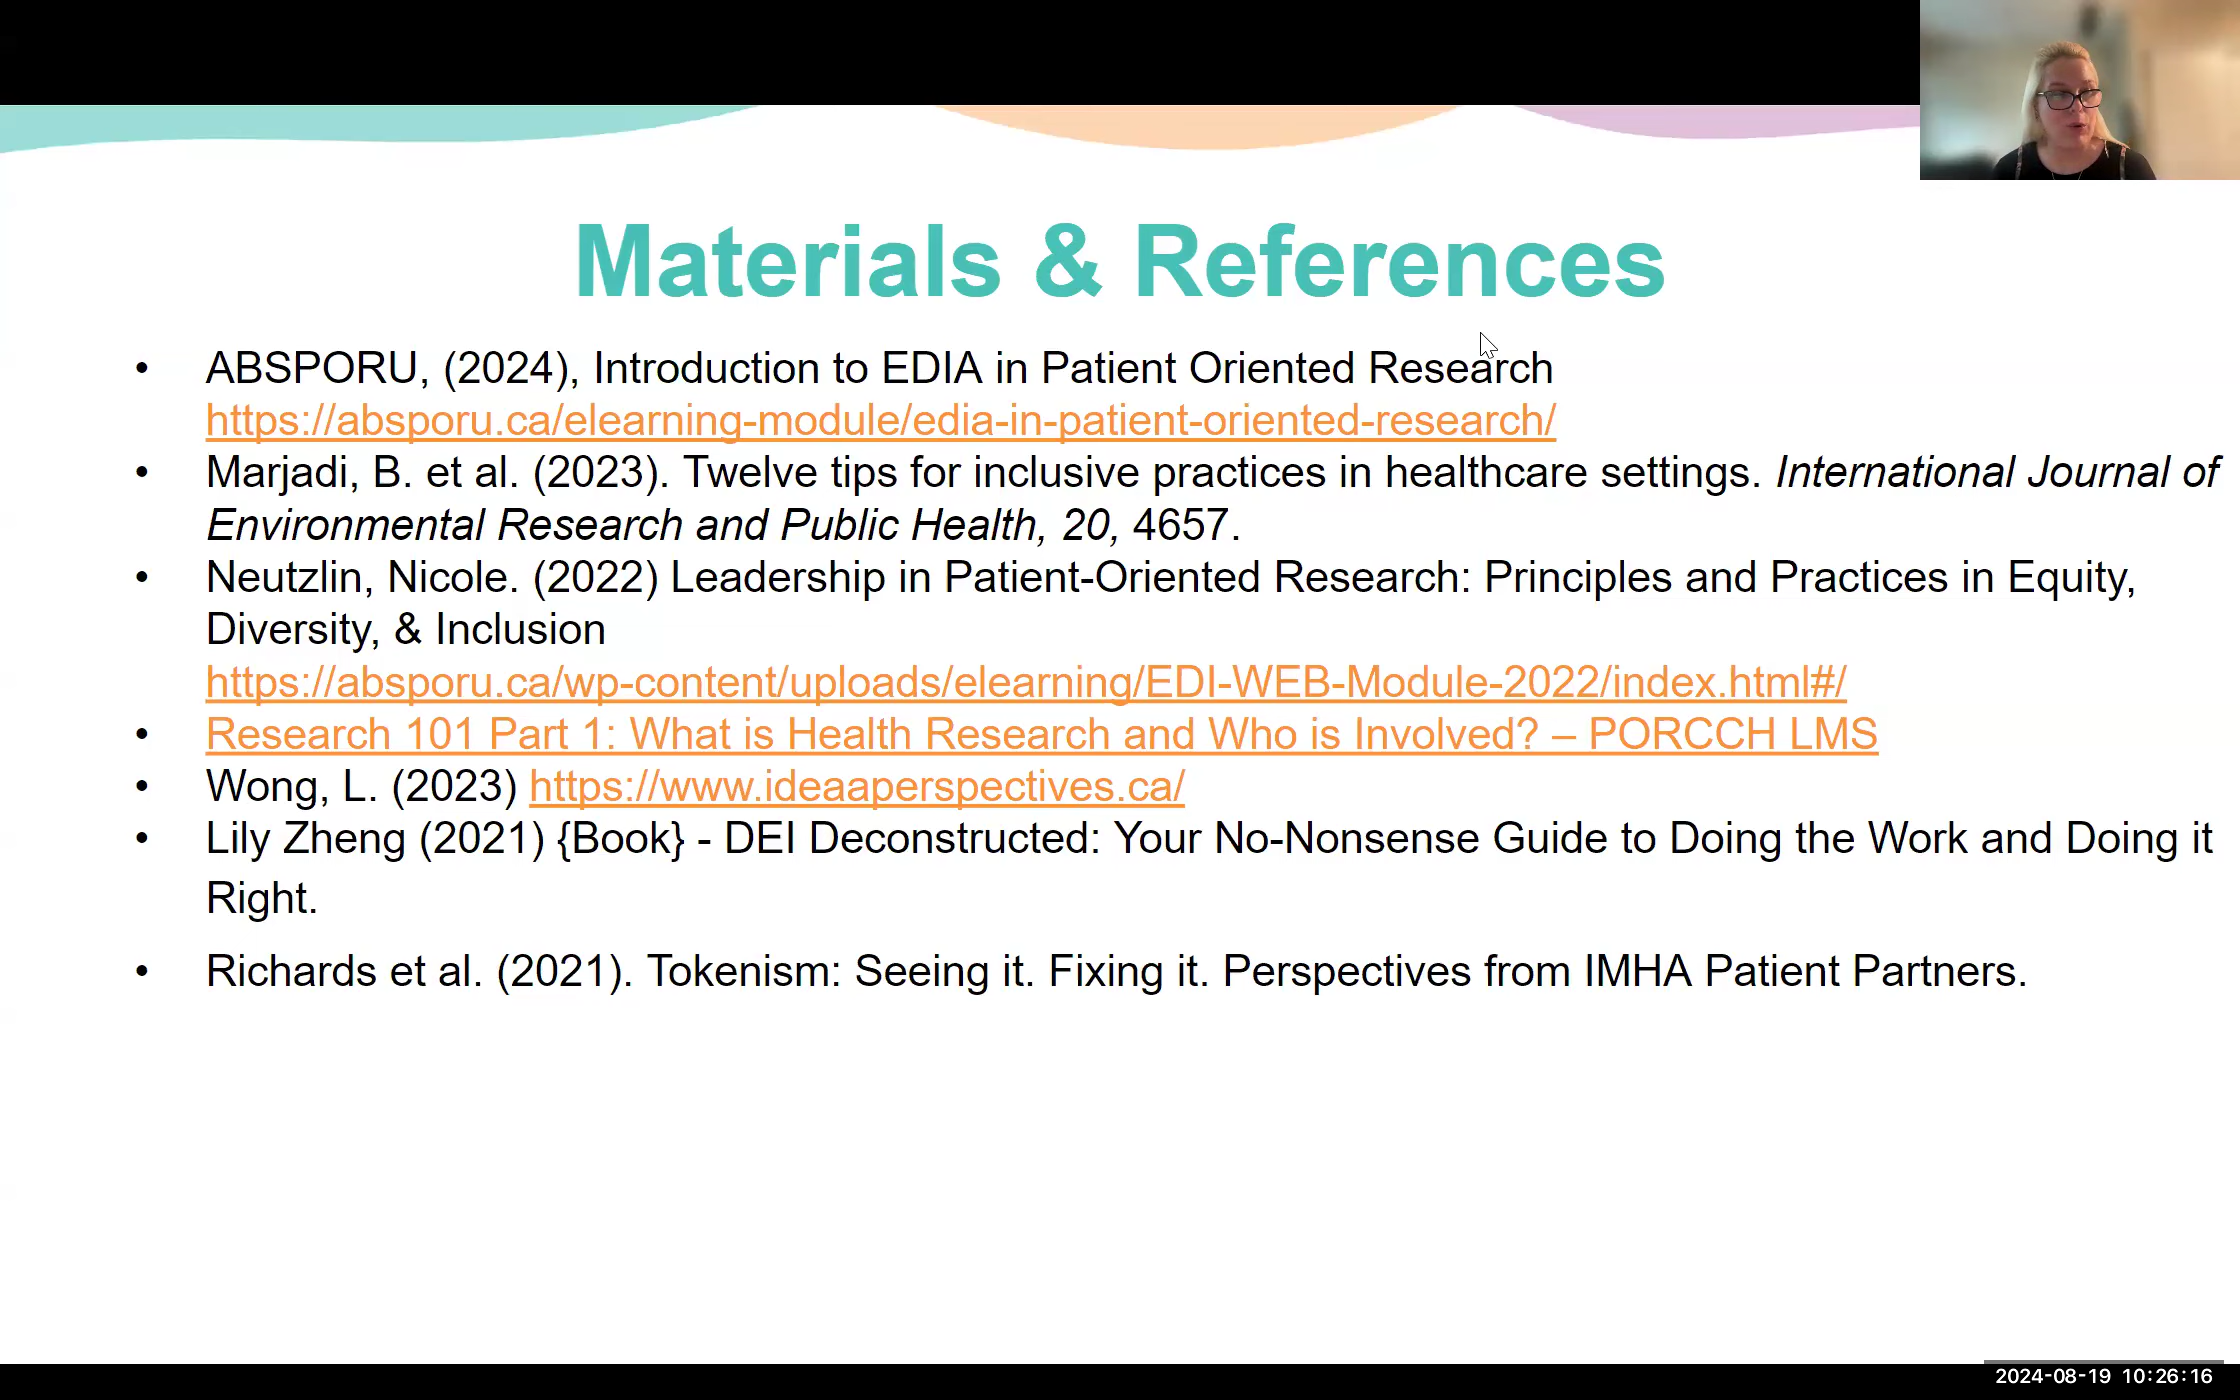 Materials & References
• ABSPORU, (2024), Introduction to EDIA in Patient Oriented Research
https://absporu.ca/elearning-module/edia-in-patient-oriented-research/
• Marjadi, B. et al. (2023). Twelve tips for inclusive practices in healthcare settings. International Journal of
Environmental Research and Public Health, 20, 4657.
• Neutzlin, Nicole. (2022) Leadership in Patient-Oriented Research: Principles and Practices in Equity,
Diversity, & Inclusion
https://absporu.ca/wp-content/uploads/elearning/EDI-WEB-Module-2022/index.html#/
• Research 101 Part 1: What is Health Research and Who is Involved? – PORCCH LMS
• Wong, L. (2023) https://www.ideaaperspectives.ca/
• Lily Zheng (2021) {Book} - DEI Deconstructed: Your No-Nonsense Guide to Doing the Work and Doing it
Right.
• Richards et al. (2021). Tokenism: Seeing it. Fixing it. Perspectives from IMHA Patient Partners.
2024-08-19 10:26:16